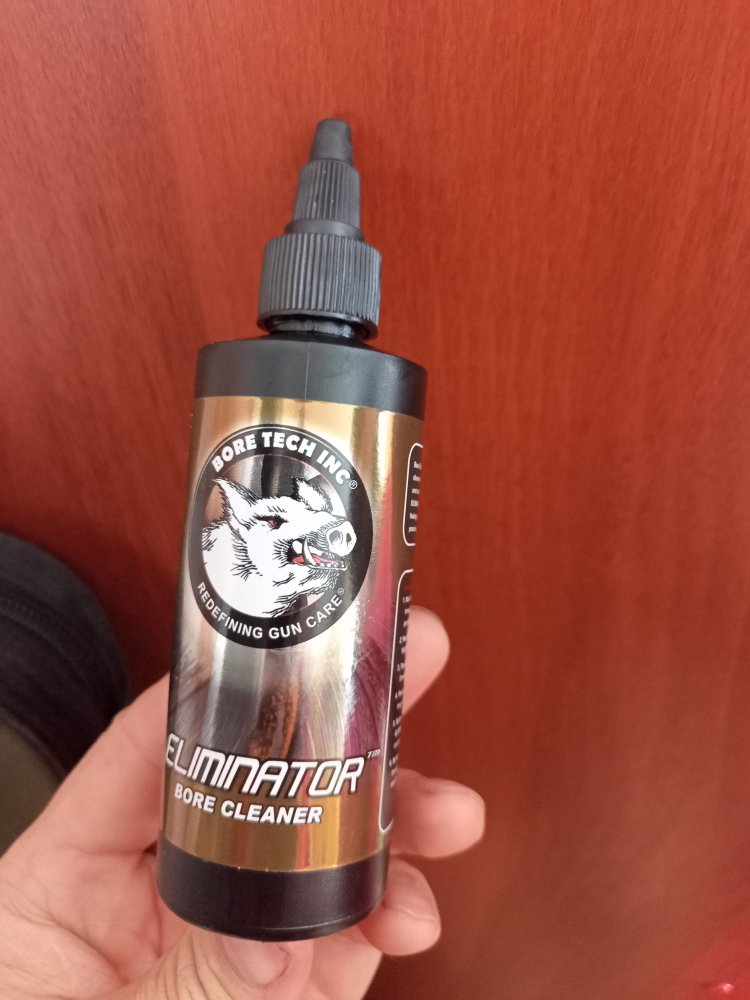 BORE TECH INC®
REDEFINING GUN CARE®
ELIMINATOR™
BORE CLEANER